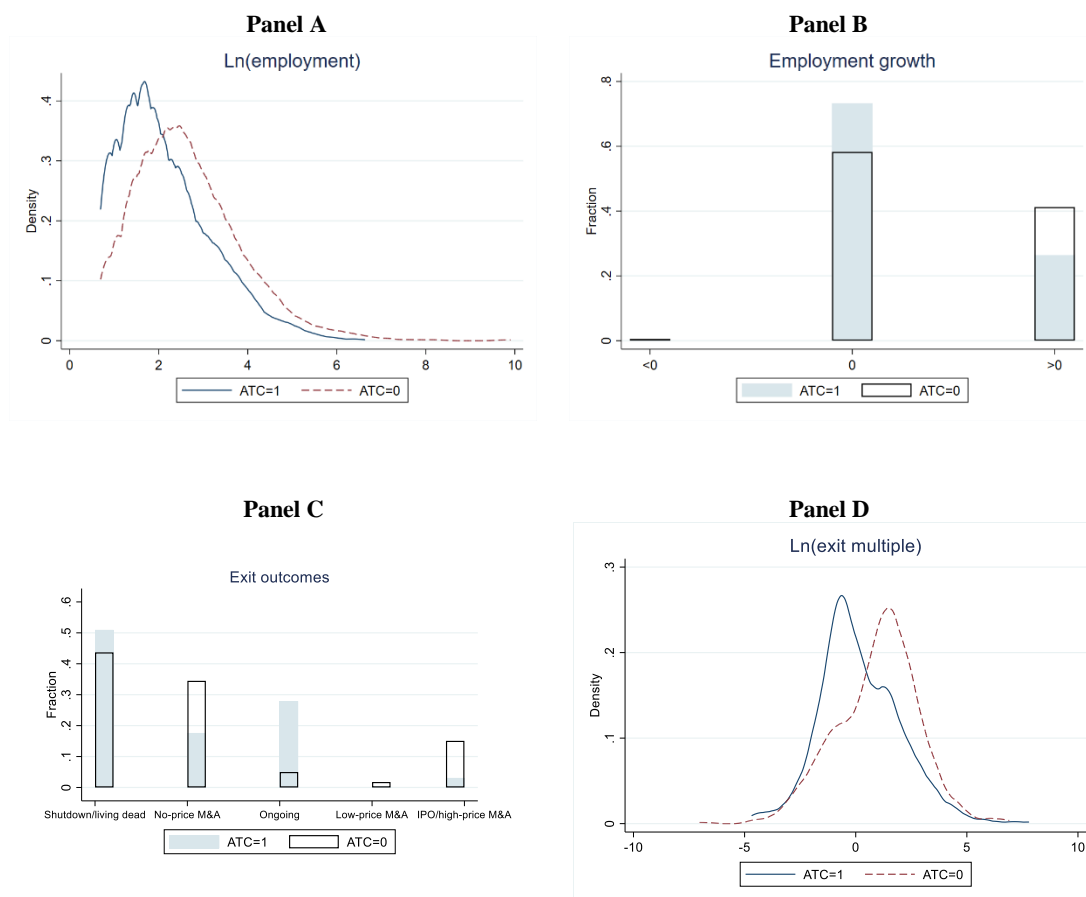 Panel A
Ln(employment)
Density
.4
.3
.2
.1
0
0 2 4 6 8 10
ATC=1 ATC=0
Panel B
Employment growth
Fraction
.8
.6
.4
.2
0
<0 0 >0
ATC=1 ATC=0
Panel C
Exit outcomes
Fraction
.6
.5
.4
.3
.2
.1
0
Shutdown/living dead No-price M&A Ongoing Low-price M&A IPO/high-price M&A
ATC=1 ATC=0
Panel D
Ln(exit multiple)
Density
.3
.2
.1
0
-10 -5 0 5 10
ATC=1 ATC=0